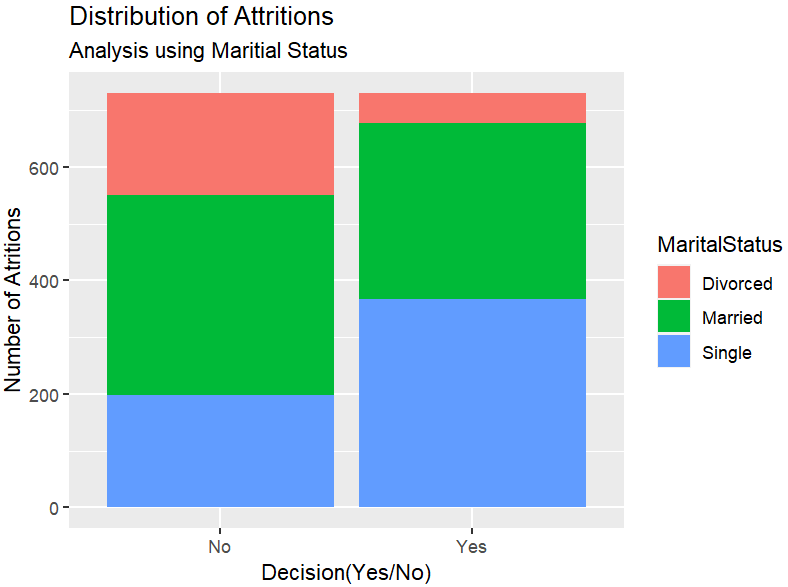 Distribution of Attritions
Analysis using Maritial Status
Number of Atritions
600
400
200
0
No
Yes
Decision(Yes/No)
MaritalStatus
Divorced
Married
Single